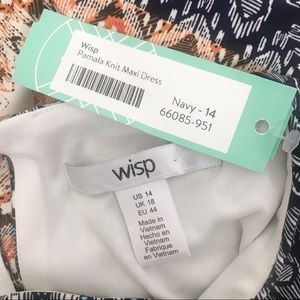 Wisp
Pamala Knit Maxi Dress
Navy - 14
66085-951
wisp
US 14
UK 18
EU 44
Made in
Vietnam
Hecho en
Vietnam
Fabrique
en Vietnam